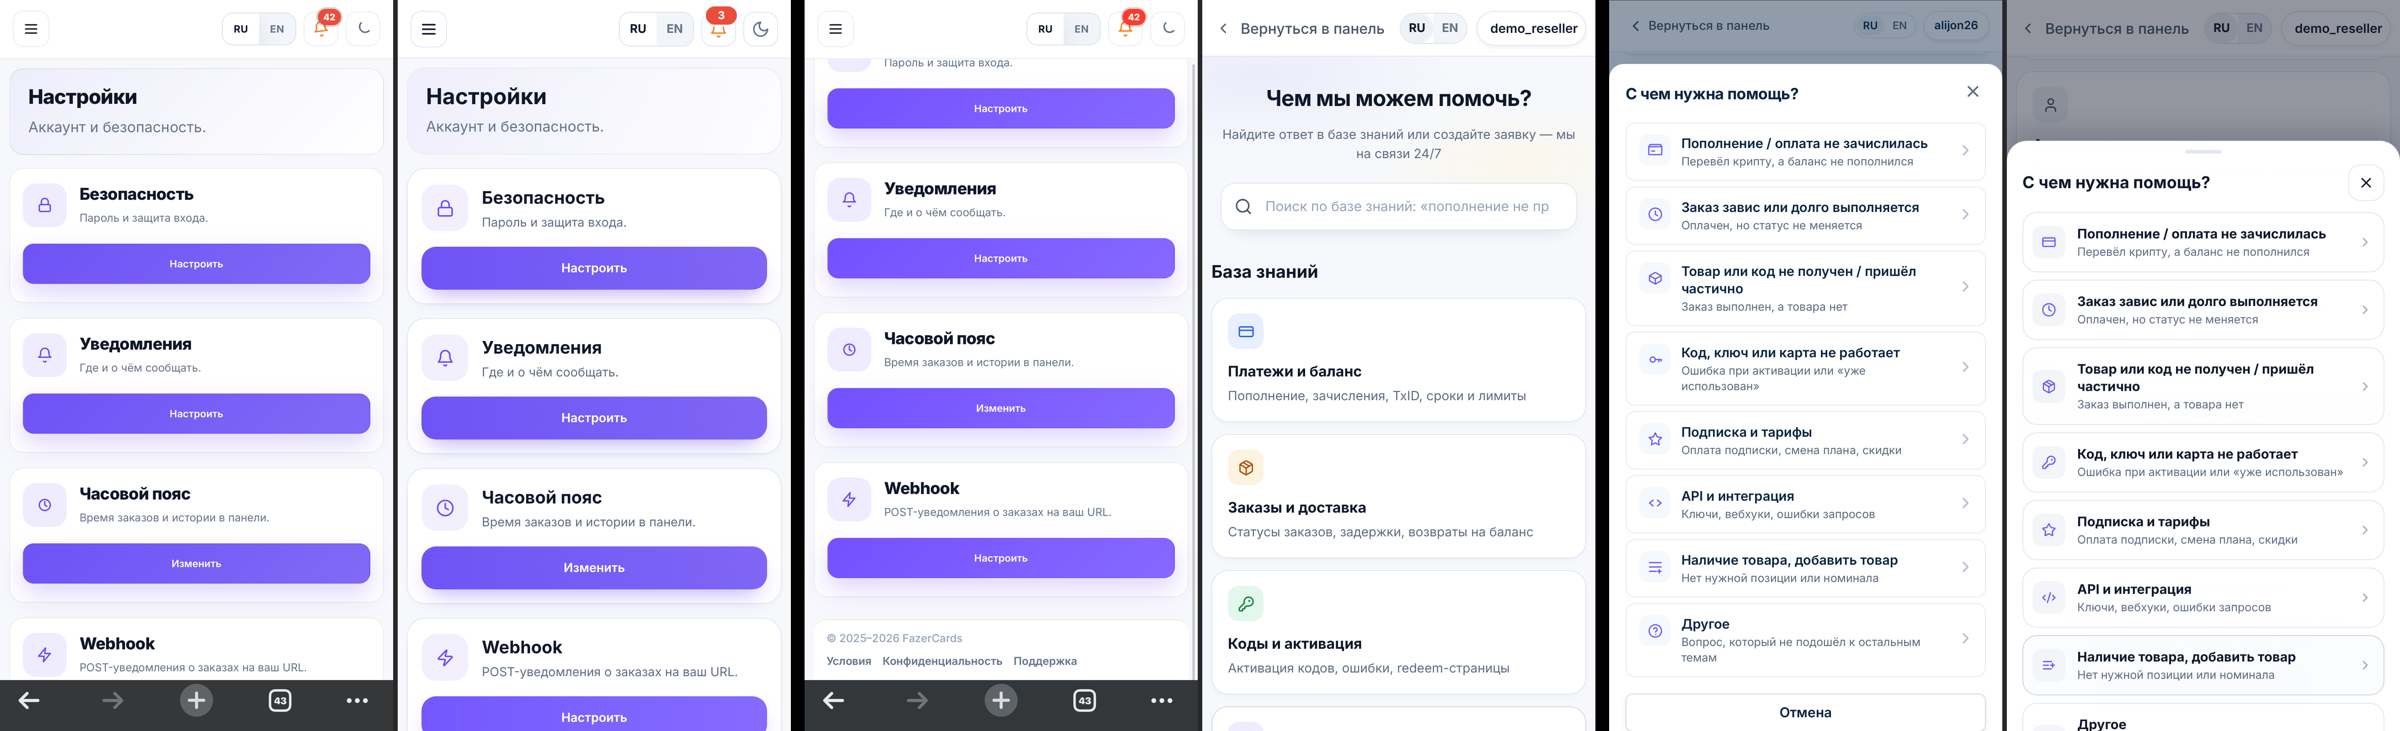 RU EN
42
Настройки
Аккаунт и безопасность.
Безопасность
Пароль и защита входа.
Настроить
Уведомления
Где и о чём сообщать.
Настроить
Часовой пояс
Время заказов и истории в панели.
Изменить
Webhook
POST-уведомления о заказах на ваш URL.
43
RU EN
3
Настройки
Аккаунт и безопасность.
Безопасность
Пароль и защита входа.
Настроить
Уведомления
Где и о чём сообщать.
Настроить
Часовой пояс
Время заказов и истории в панели.
Изменить
Webhook
POST-уведомления о заказах на ваш URL.
Настроить
RU EN
42
Пароль и защита входа.
Настроить
Уведомления
Где и о чём сообщать.
Настроить
Часовой пояс
Время заказов и истории в панели.
Изменить
Webhook
POST-уведомления о заказах на ваш URL.
Настроить
© 2025–2026 FazerCards
Условия Конфиденциальность Поддержка
43
Вернуться в панель RU EN demo_reseller
Чем мы можем помочь?
Найдите ответ в базе знаний или создайте заявку — мы
на связи 24/7
Поиск по базе знаний: «пополнение не пр
База знаний
Платежи и баланс
Пополнение, зачисления, TxID, сроки и лимиты
Заказы и доставка
Статусы заказов, задержки, возвраты на баланс
Коды и активация
Активация кодов, ошибки, redeem-страницы
Вернуться в панель RU EN alijon26
С чем нужна помощь?
Пополнение / оплата не зачислилась
Перевёл крипту, а баланс не пополнился
Заказ завис или долго выполняется
Оплачен, но статус не меняется
Товар или код не получен / пришёл
частично
Заказ выполнен, а товара нет
Код, ключ или карта не работает
Ошибка при активации или «уже
использован»
Подписка и тарифы
Оплата подписки, смена плана, скидки
API и интеграция
Ключи, вебхуки, ошибки запросов
Наличие товара, добавить товар
Нет нужной позиции или номинала
Другое
Вопрос, который не подошёл к остальным
темам
Отмена
Вернуться в панель RU EN demo_reseller
С чем нужна помощь?
Пополнение / оплата не зачислилась
Перевёл крипту, а баланс не пополнился
Заказ завис или долго выполняется
Оплачен, но статус не меняется
Товар или код не получен / пришёл
частично
Заказ выполнен, а товара нет
Код, ключ или карта не работает
Ошибка при активации или «уже использован»
Подписка и тарифы
Оплата подписки, смена плана, скидки
API и интеграция
Ключи, вебхуки, ошибки запросов
Наличие товара, добавить товар
Нет нужной позиции или номинала
Другое